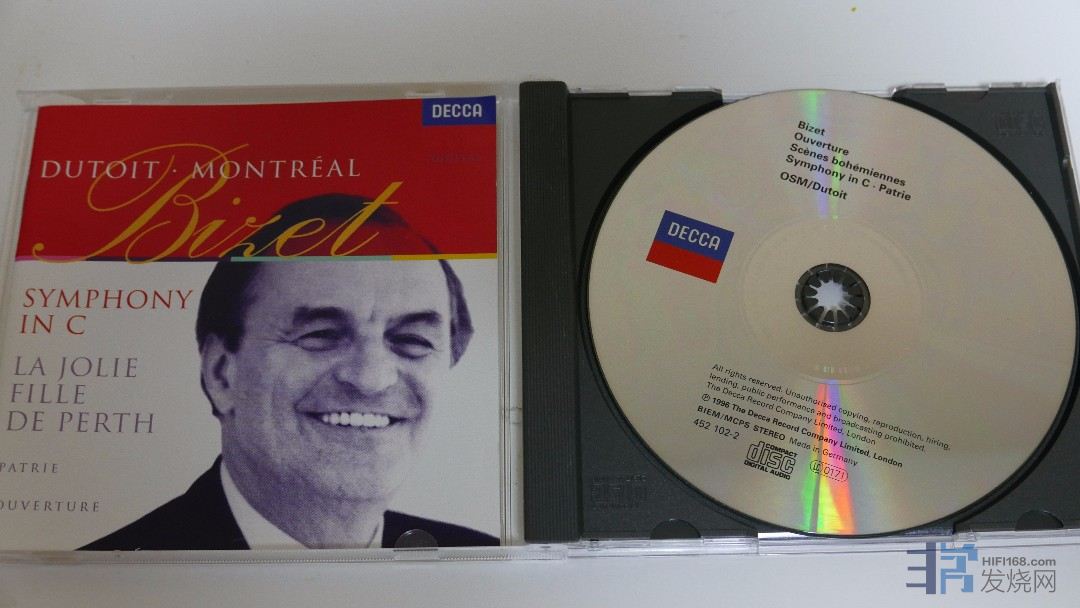 DECCA
DUTOIT · MONTRÉAL
Bizet
SYMPHONY
IN C
LA JOLIE
FILLE
DE PERTH
PATRIE
OUVERTURE
Bizet
Ouverture
Scènes bohémiennes
Symphony in C · Patrie
OSM/Dutoit
DECCA
All rights reserved. Unauthorised copying, reproduction, hiring,
lending, public performance and broadcasting prohibited.
The Decca Record Company Limited, London
℗ 1996 The Decca Record Company Limited, London
BIEM/MCPS STEREO Made in Germany
452 102-2
COMPACT
disc
DIGITAL AUDIO
0171
HIFI168.com
发烧网